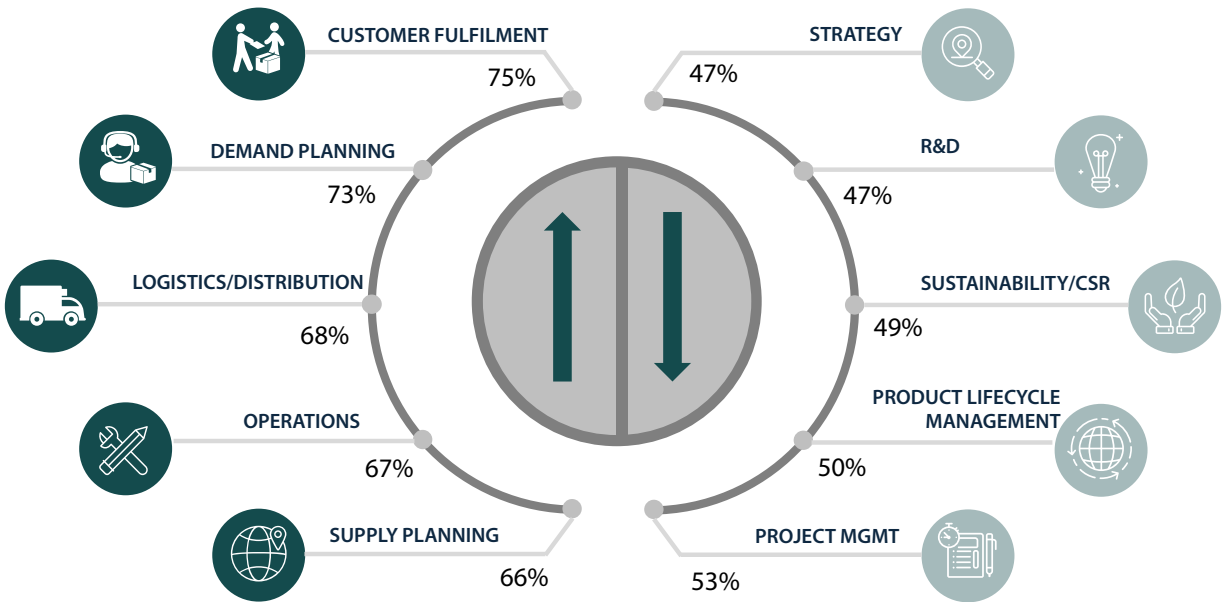 CUSTOMER FULFILMENT
75%
DEMAND PLANNING
73%
LOGISTICS/DISTRIBUTION
68%
OPERATIONS
67%
SUPPLY PLANNING
66%
STRATEGY
47%
R&D
47%
SUSTAINABILITY/CSR
49%
PRODUCT LIFECYCLE
MANAGEMENT
50%
PROJECT MGMT
53%